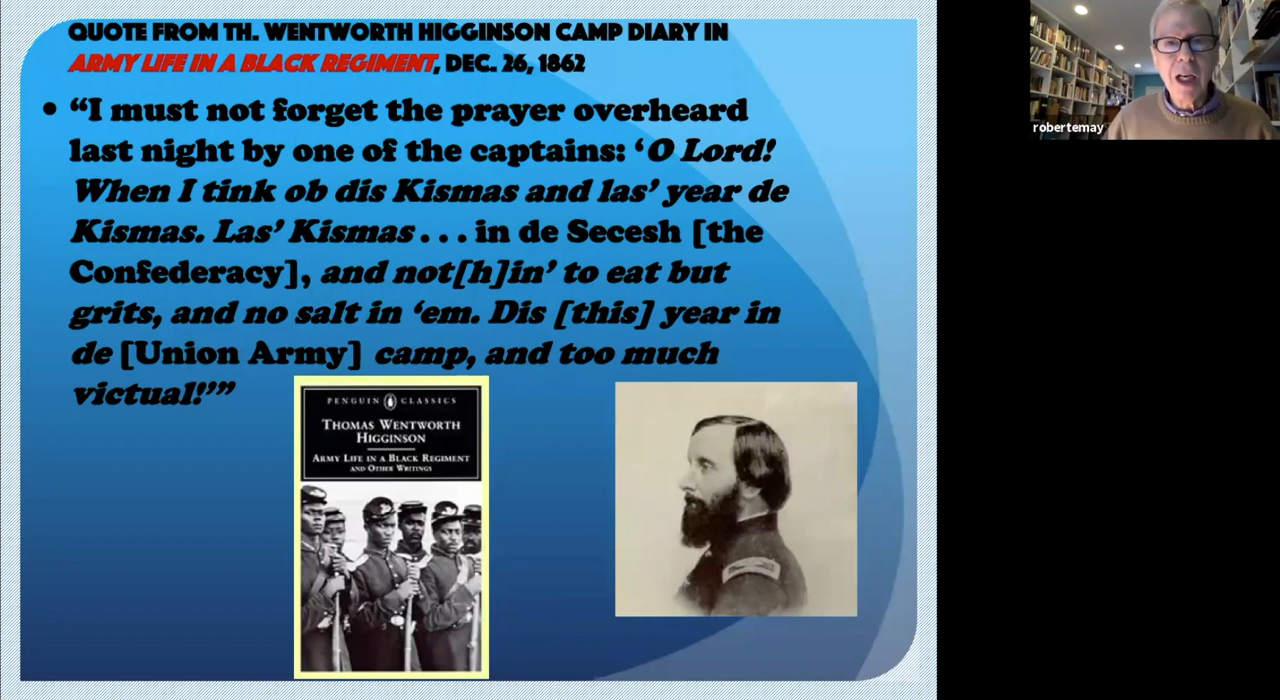 QUOTE FROM TH. WENTWORTH HIGGINSON CAMP DIARY IN
ARMY LIFE IN A BLACK REGIMENT, DEC. 26, 1862
• “I must not forget the prayer overheard
last night by one of the captains: ‘O Lord!
When I tink ob dis Kismas and las’ year de
Kismas. Las’ Kismas . . . in de Secesh [the
Confederacy], and not[h]in’ to eat but
grits, and no salt in ‘em. Dis [this] year in
de [Union Army] camp, and too much
victual!’”
PENGUIN CLASSICS
THOMAS WENTWORTH
HIGGINSON
ARMY LIFE IN A BLACK REGIMENT
AND OTHER WRITINGS
robertemay